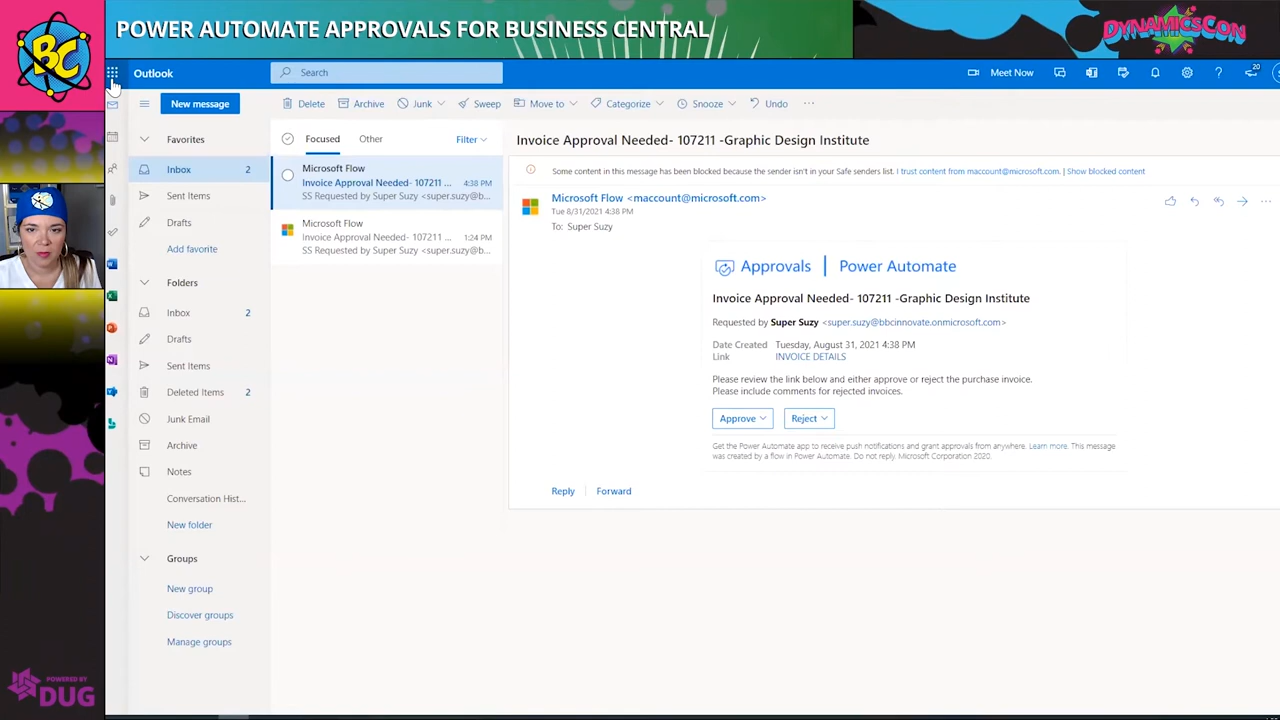 POWER AUTOMATE APPROVALS FOR BUSINESS CENTRAL
BC
DYNAMICSCON
Outlook
Search
Meet Now
20
New message
Delete
Archive
Junk
Sweep
Move to
Categorize
Snooze
Undo
Favorites
Inbox 2
Sent Items
Drafts
Add favorite
Folders
Inbox 2
Drafts
Sent Items
Deleted Items 2
Junk Email
Archive
Notes
Conversation Hist...
New folder
Groups
New group
Discover groups
Manage groups
Focused
Other
Filter
Microsoft Flow
Invoice Approval Needed- 107211 ... 4:38 PM
SS Requested by Super Suzy <super.suzy@b...
Microsoft Flow
Invoice Approval Needed- 107211 ... 1:24 PM
SS Requested by Super Suzy <super.suzy@b...
Invoice Approval Needed- 107211 -Graphic Design Institute
Some content in this message has been blocked because the sender isn't in your Safe senders list. I trust content from maccount@microsoft.com. | Show blocked content
Microsoft Flow <maccount@microsoft.com>
Tue 8/31/2021 4:38 PM
To: Super Suzy
Approvals | Power Automate
Invoice Approval Needed- 107211 -Graphic Design Institute
Requested by Super Suzy <super.suzy@bbcinnovate.onmicrosoft.com>
Date Created Tuesday, August 31, 2021 4:38 PM
Link INVOICE DETAILS
Please review the link below and either approve or reject the purchase invoice.
Please include comments for rejected invoices.
Approve
Reject
Get the Power Automate app to receive push notifications and grant approvals from anywhere. Learn more. This message
was created by a flow in Power Automate. Do not reply. Microsoft Corporation 2020.
Reply
Forward
POWERED BY
DUG